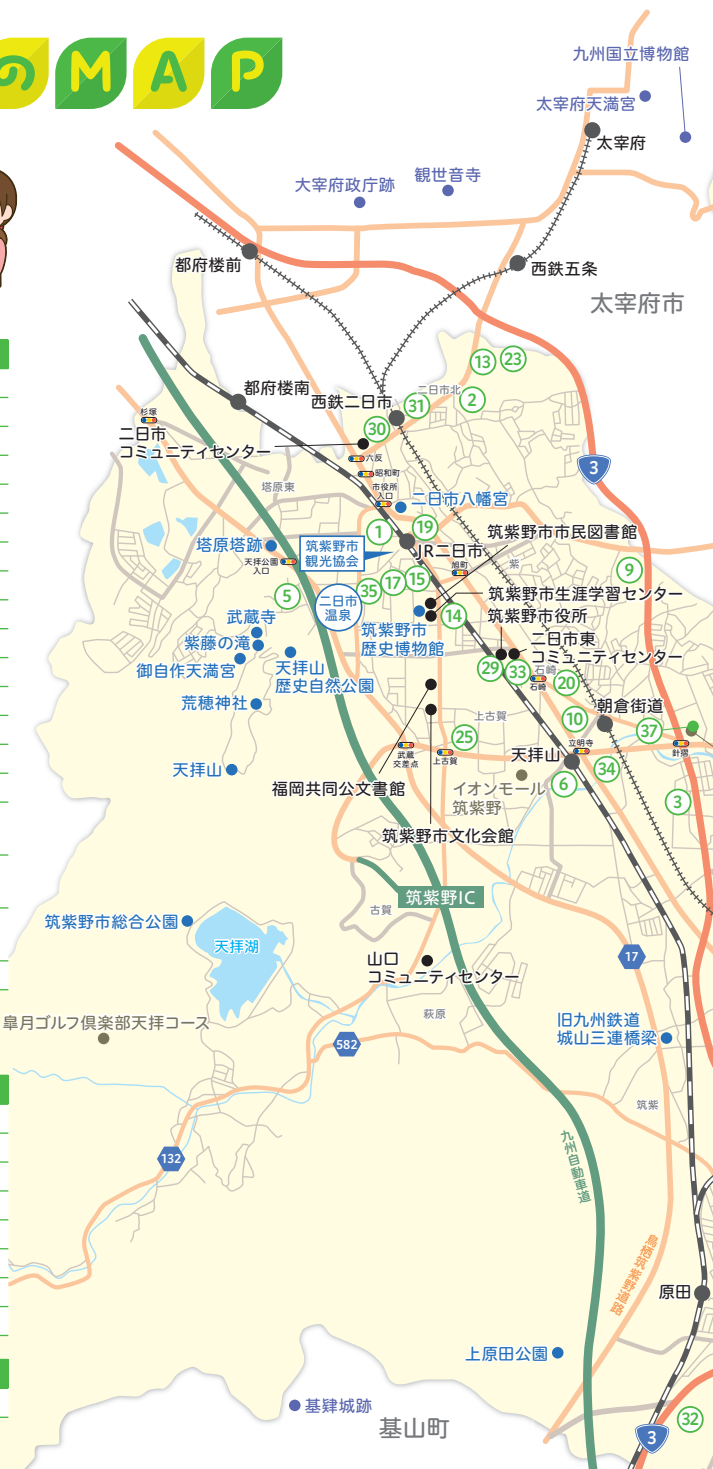 のMAP
九州国立博物館
太宰府天満宮
太宰府
観世音寺
大宰府政庁跡
都府楼前
西鉄五条
太宰府市
13
23
都府楼南
西鉄二日市
二日市北
2
31
30
杉塚
二日市
コミュニティセンター
六反
昭和町
市役所
入口
3
塔原東
二日市八幡宮
1
19
筑紫野市市民図書館
JR二日市
塔原塔跡
天拝公園
入口
筑紫野市
観光協会
旭町
紫
9
5
35
17
15
筑紫野市生涯学習センター
二日市
温泉
14
筑紫野市役所
武蔵寺
筑紫野市
歴史博物館
紫藤の滝
二日市東
コミュニティセンター
御自作天満宮
天拝山
歴史自然公園
29
33
石崎
石崎
20
荒穂神社
朝倉街道
上古賀
10
37
25
武蔵
交差点
上古賀
天拝山
立明寺
針摺
天拝山
34
福岡共同公文書館
イオンモール
筑紫野
6
3
筑紫野市文化会館
筑紫野IC
古賀
筑紫野市総合公園
天拝湖
17
山口
コミュニティセンター
萩原
皐月ゴルフ倶楽部天拝コース
旧九州鉄道
城山三連橋梁
582
筑紫
132
九州自動車道
鳥栖筑紫野道路
原田
上原田公園
基肄城跡
基山町
32
3